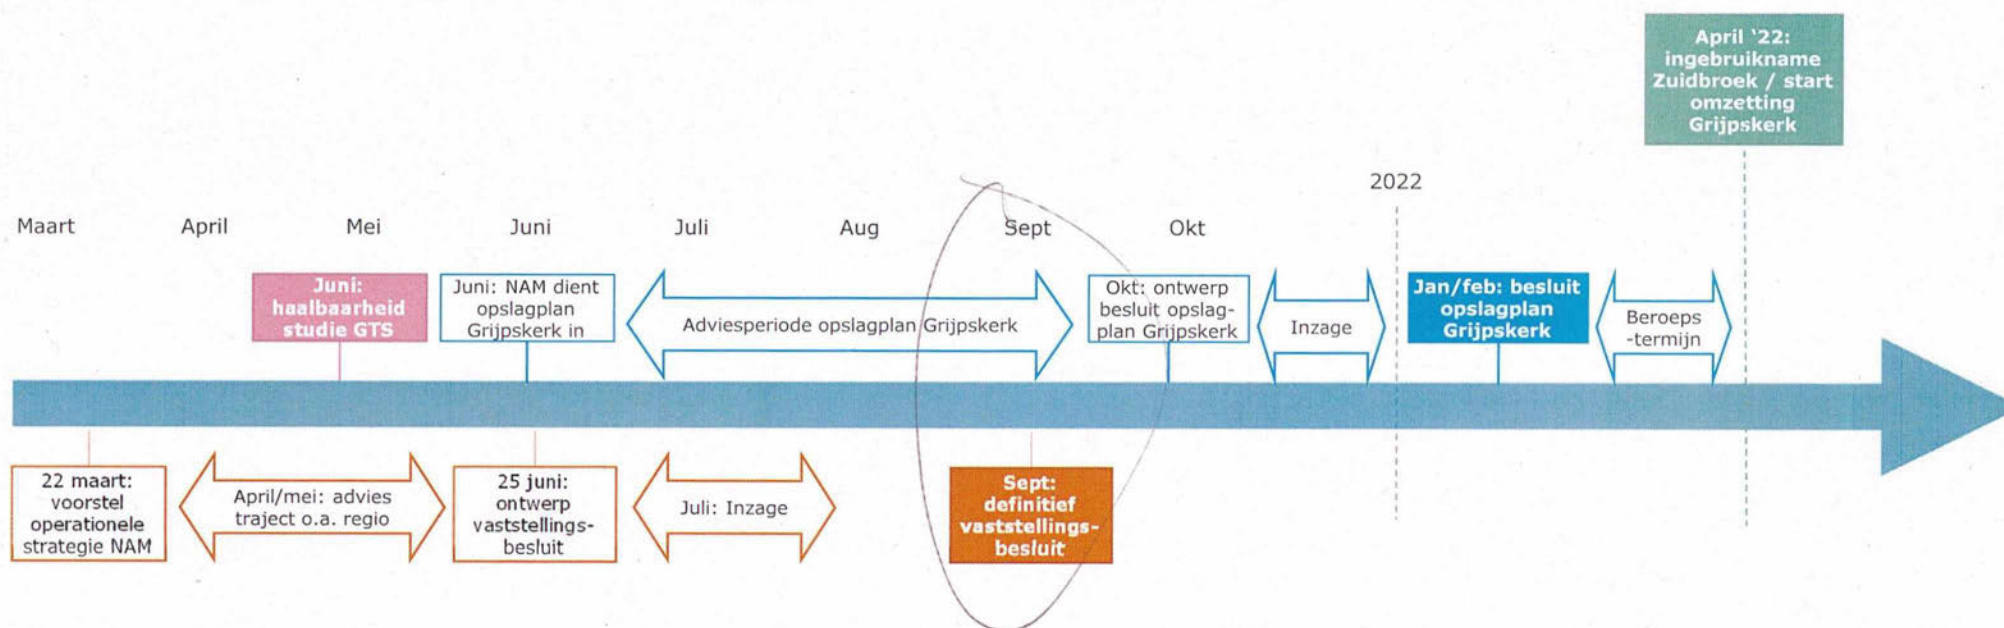 April ‘22:
ingebruikname
Zuidbroek / start
omzetting
Grijpskerk
2022
Maart
April
Mei
Juni
Juli
Aug
Sept
Okt
Juni:
haalbaarheid
studie GTS
Juni: NAM dient
opslagplan
Grijpskerk in
Adviesperiode opslagplan Grijpskerk
Okt: ontwerp
besluit opslag-
plan Grijpskerk
Inzage
Jan/feb: besluit
opslagplan
Grijpskerk
Beroeps
-termijn
22 maart:
voorstel
operationele
strategie NAM
April/mei: advies
traject o.a. regio
25 juni:
ontwerp
vaststellings-
besluit
Juli: Inzage
Sept:
definitief
vaststellings-
besluit